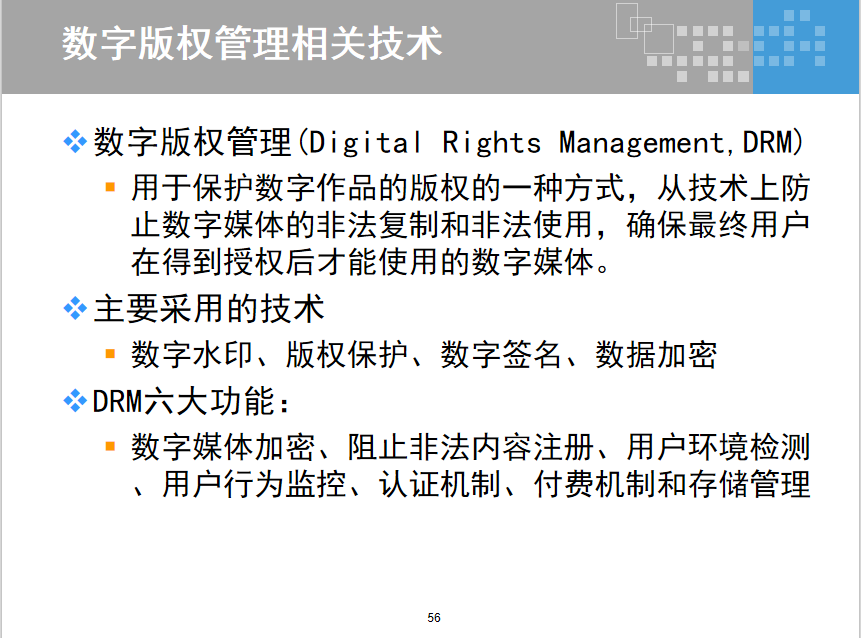 数字版权管理相关技术
数字版权管理(Digital Rights Management,DRM)
用于保护数字作品的版权的一种方式，从技术上防
止数字媒体的非法复制和非法使用，确保最终用户
在得到授权后才能使用的数字媒体。
主要采用的技术
数字水印、版权保护、数字签名、数据加密
DRM六大功能：
数字媒体加密、阻止非法内容注册、用户环境检测
、用户行为监控、认证机制、付费机制和存储管理
56